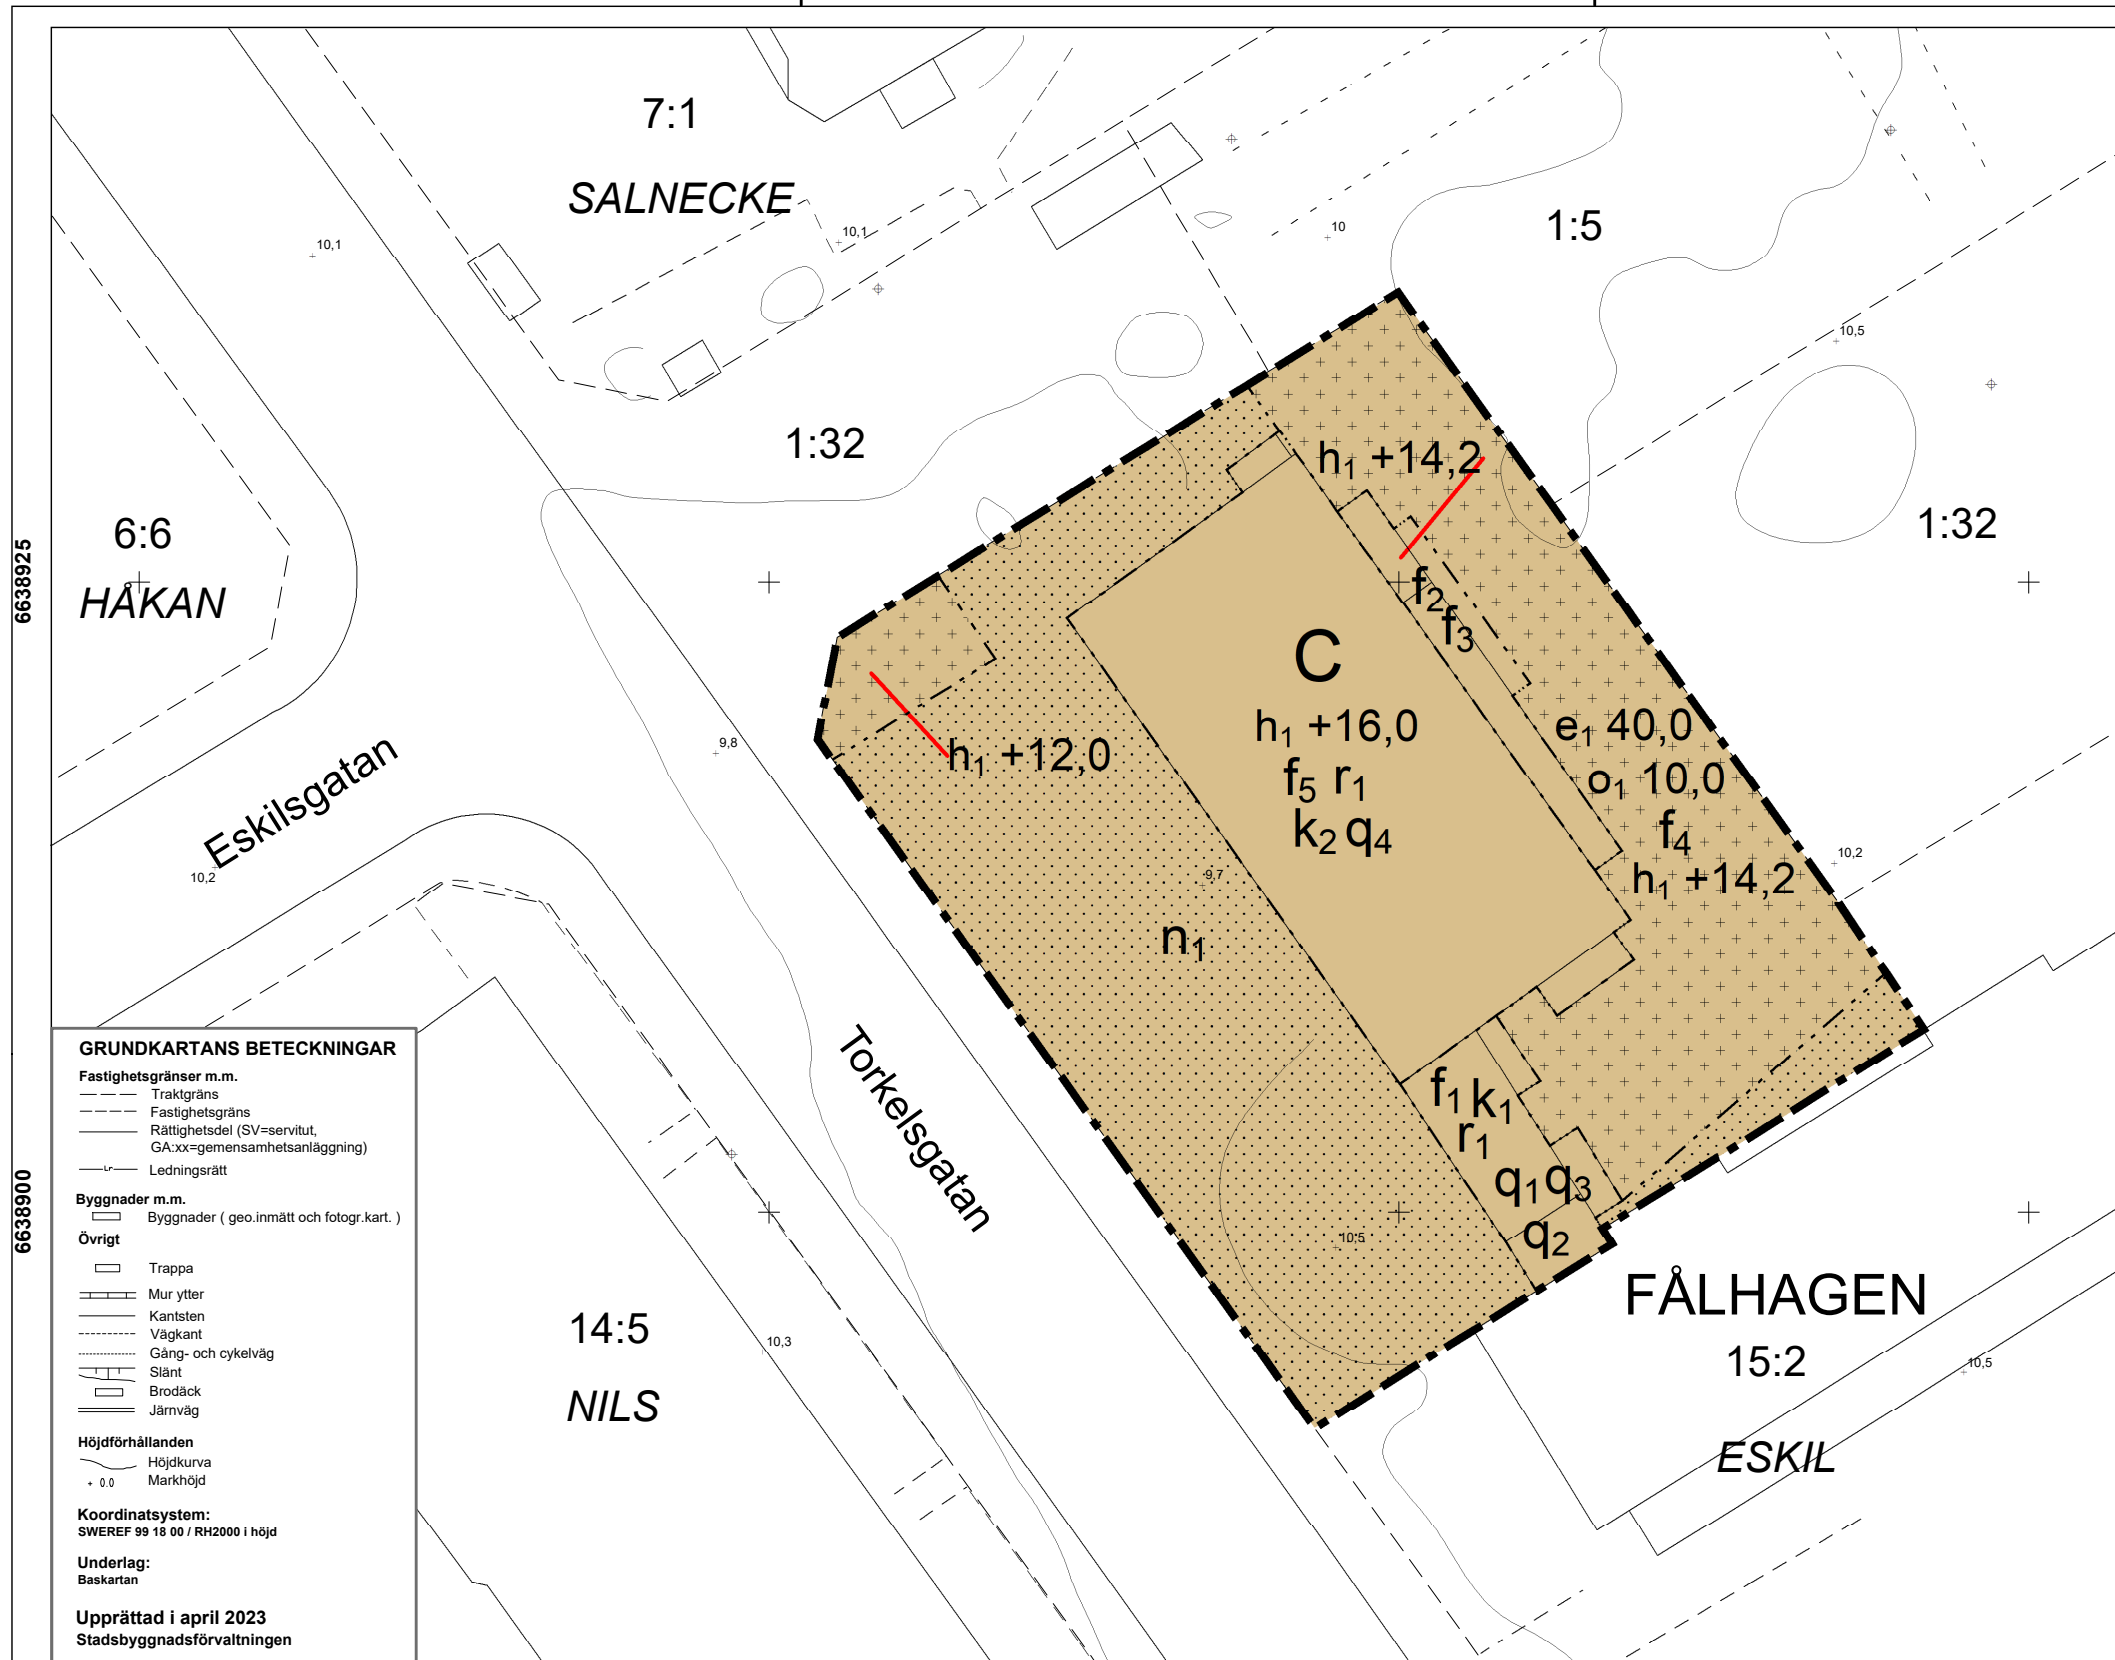 7:1
SALNECKE
10,1
10,1
10
1:5
10,5
1:32
6638925
6:6
HÅKAN
1:32
h1 +14,2
f2
f3
C
h1 +16,0
f5 r1
k2 q4
e1 40,0
o1 10,0
f4
h1 +14,2
h1 +12,0
9,8
Eskilsgatan
10,2
10,2
9,7
n1
Torkelsgatan
f1 k1
r1
q1 q3
q2
10,5
6638900
FÅLHAGEN
15:2
10,5
ESKIL
14:5
NILS
10,3
GRUNDKARTANS BETECKNINGAR
Fastighetsgränser m.m.
Traktgräns
Fastighetsgräns
Rättighetsdel (SV=servitut,
GA:xx=gemensamhetsanläggning)
Lr
Ledningsrätt
Byggnader m.m.
Byggnader ( geo.inmätt och fotogr.kart. )
Övrigt
Trappa
Mur ytter
Kantsten
Vägkant
Gång- och cykelväg
Slänt
Brodäck
Järnväg
Höjdförhållanden
Höjdkurva
+ 0.0 Markhöjd
Koordinatsystem:
SWEREF 99 18 00 / RH2000 i höjd
Underlag:
Baskartan
Upprättad i april 2023
Stadsbyggnadsförvaltningen